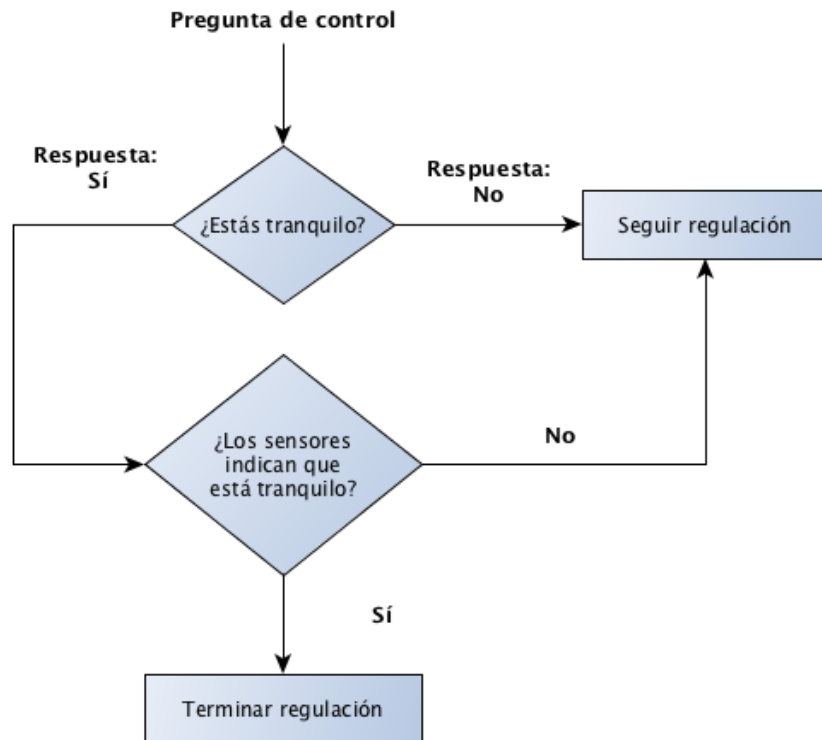 Pregunta de control
Respuesta:
Sí
¿Estás tranquilo?
Respuesta:
No
Seguir regulación
¿Los sensores
indican que
está tranquilo?
No
Sí
Terminar regulación